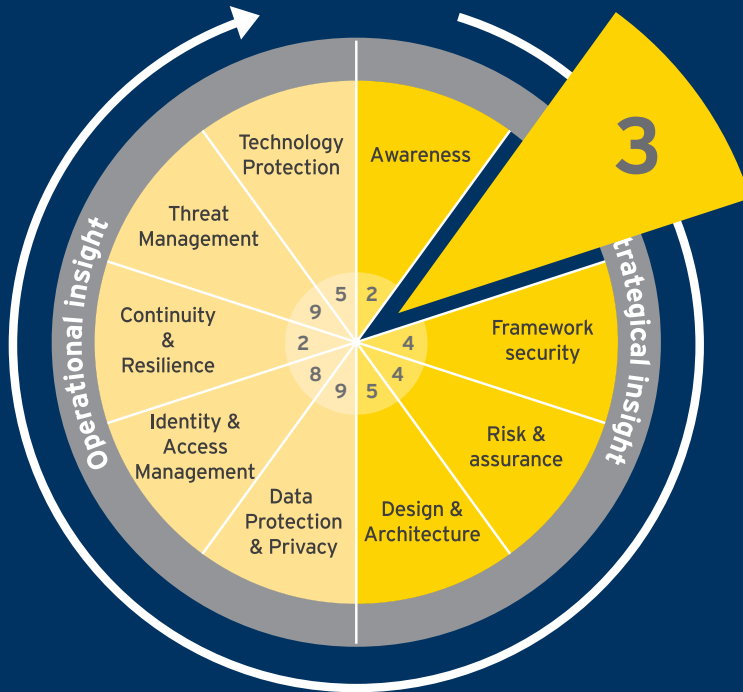 Technology
Protection
Awareness
3
Threat
Management
Operational insight
Continuity
&
Resilience
Framework
security
trategical insight
Identity &
Access
Management
Risk &
assurance
Data
Protection
& Privacy
Design &
Architecture
5
2
9
2
4
8
4
9
5